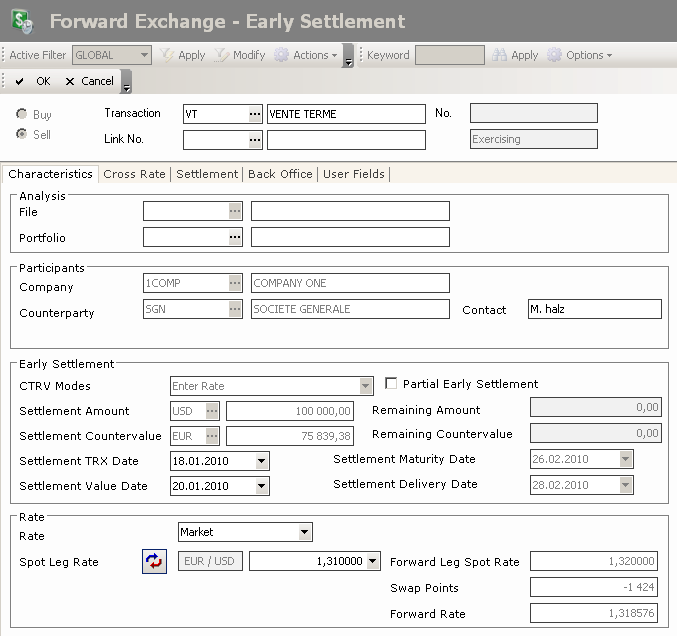 Forward Exchange - Early Settlement
Active Filter GLOBAL Apply Modify Actions Keyword Apply Options
OK Cancel
Buy
Sell
Transaction VT ... VENTE TERME No.
Link No. ... Exercising
Characteristics Cross Rate Settlement Back Office User Fields
Analysis
File ...
Portfolio ...
Participants
Company 1COMP ... COMPANY ONE
Counterparty SGN ... SOCIETE GENERALE Contact M. halz
Early Settlement
CTRV Modes Enter Rate Partial Early Settlement
Settlement Amount USD ... 100 000,00 Remaining Amount 0,00
Settlement Countervalue EUR ... 75 839,38 Remaining Countervalue 0,00
Settlement TRX Date 18.01.2010 Settlement Maturity Date 26.02.2010
Settlement Value Date 20.01.2010 Settlement Delivery Date 28.02.2010
Rate
Rate Market
Spot Leg Rate EUR / USD 1,310000 Forward Leg Spot Rate 1,320000
Swap Points -1 424
Forward Rate 1,318576